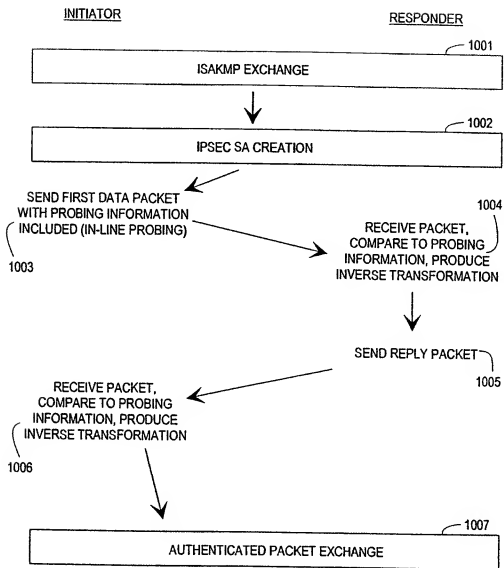 INITIATOR
RESPONDER
1001
ISAKMP EXCHANGE
1002
IPSEC SA CREATION
SEND FIRST DATA PACKET
WITH PROBING INFORMATION
INCLUDED (IN-LINE PROBING)
1003
1004
RECEIVE PACKET,
COMPARE TO PROBING
INFORMATION, PRODUCE
INVERSE TRANSFORMATION
SEND REPLY PACKET
1005
RECEIVE PACKET,
COMPARE TO PROBING
INFORMATION, PRODUCE
INVERSE TRANSFORMATION
1006
1007
AUTHENTICATED PACKET EXCHANGE